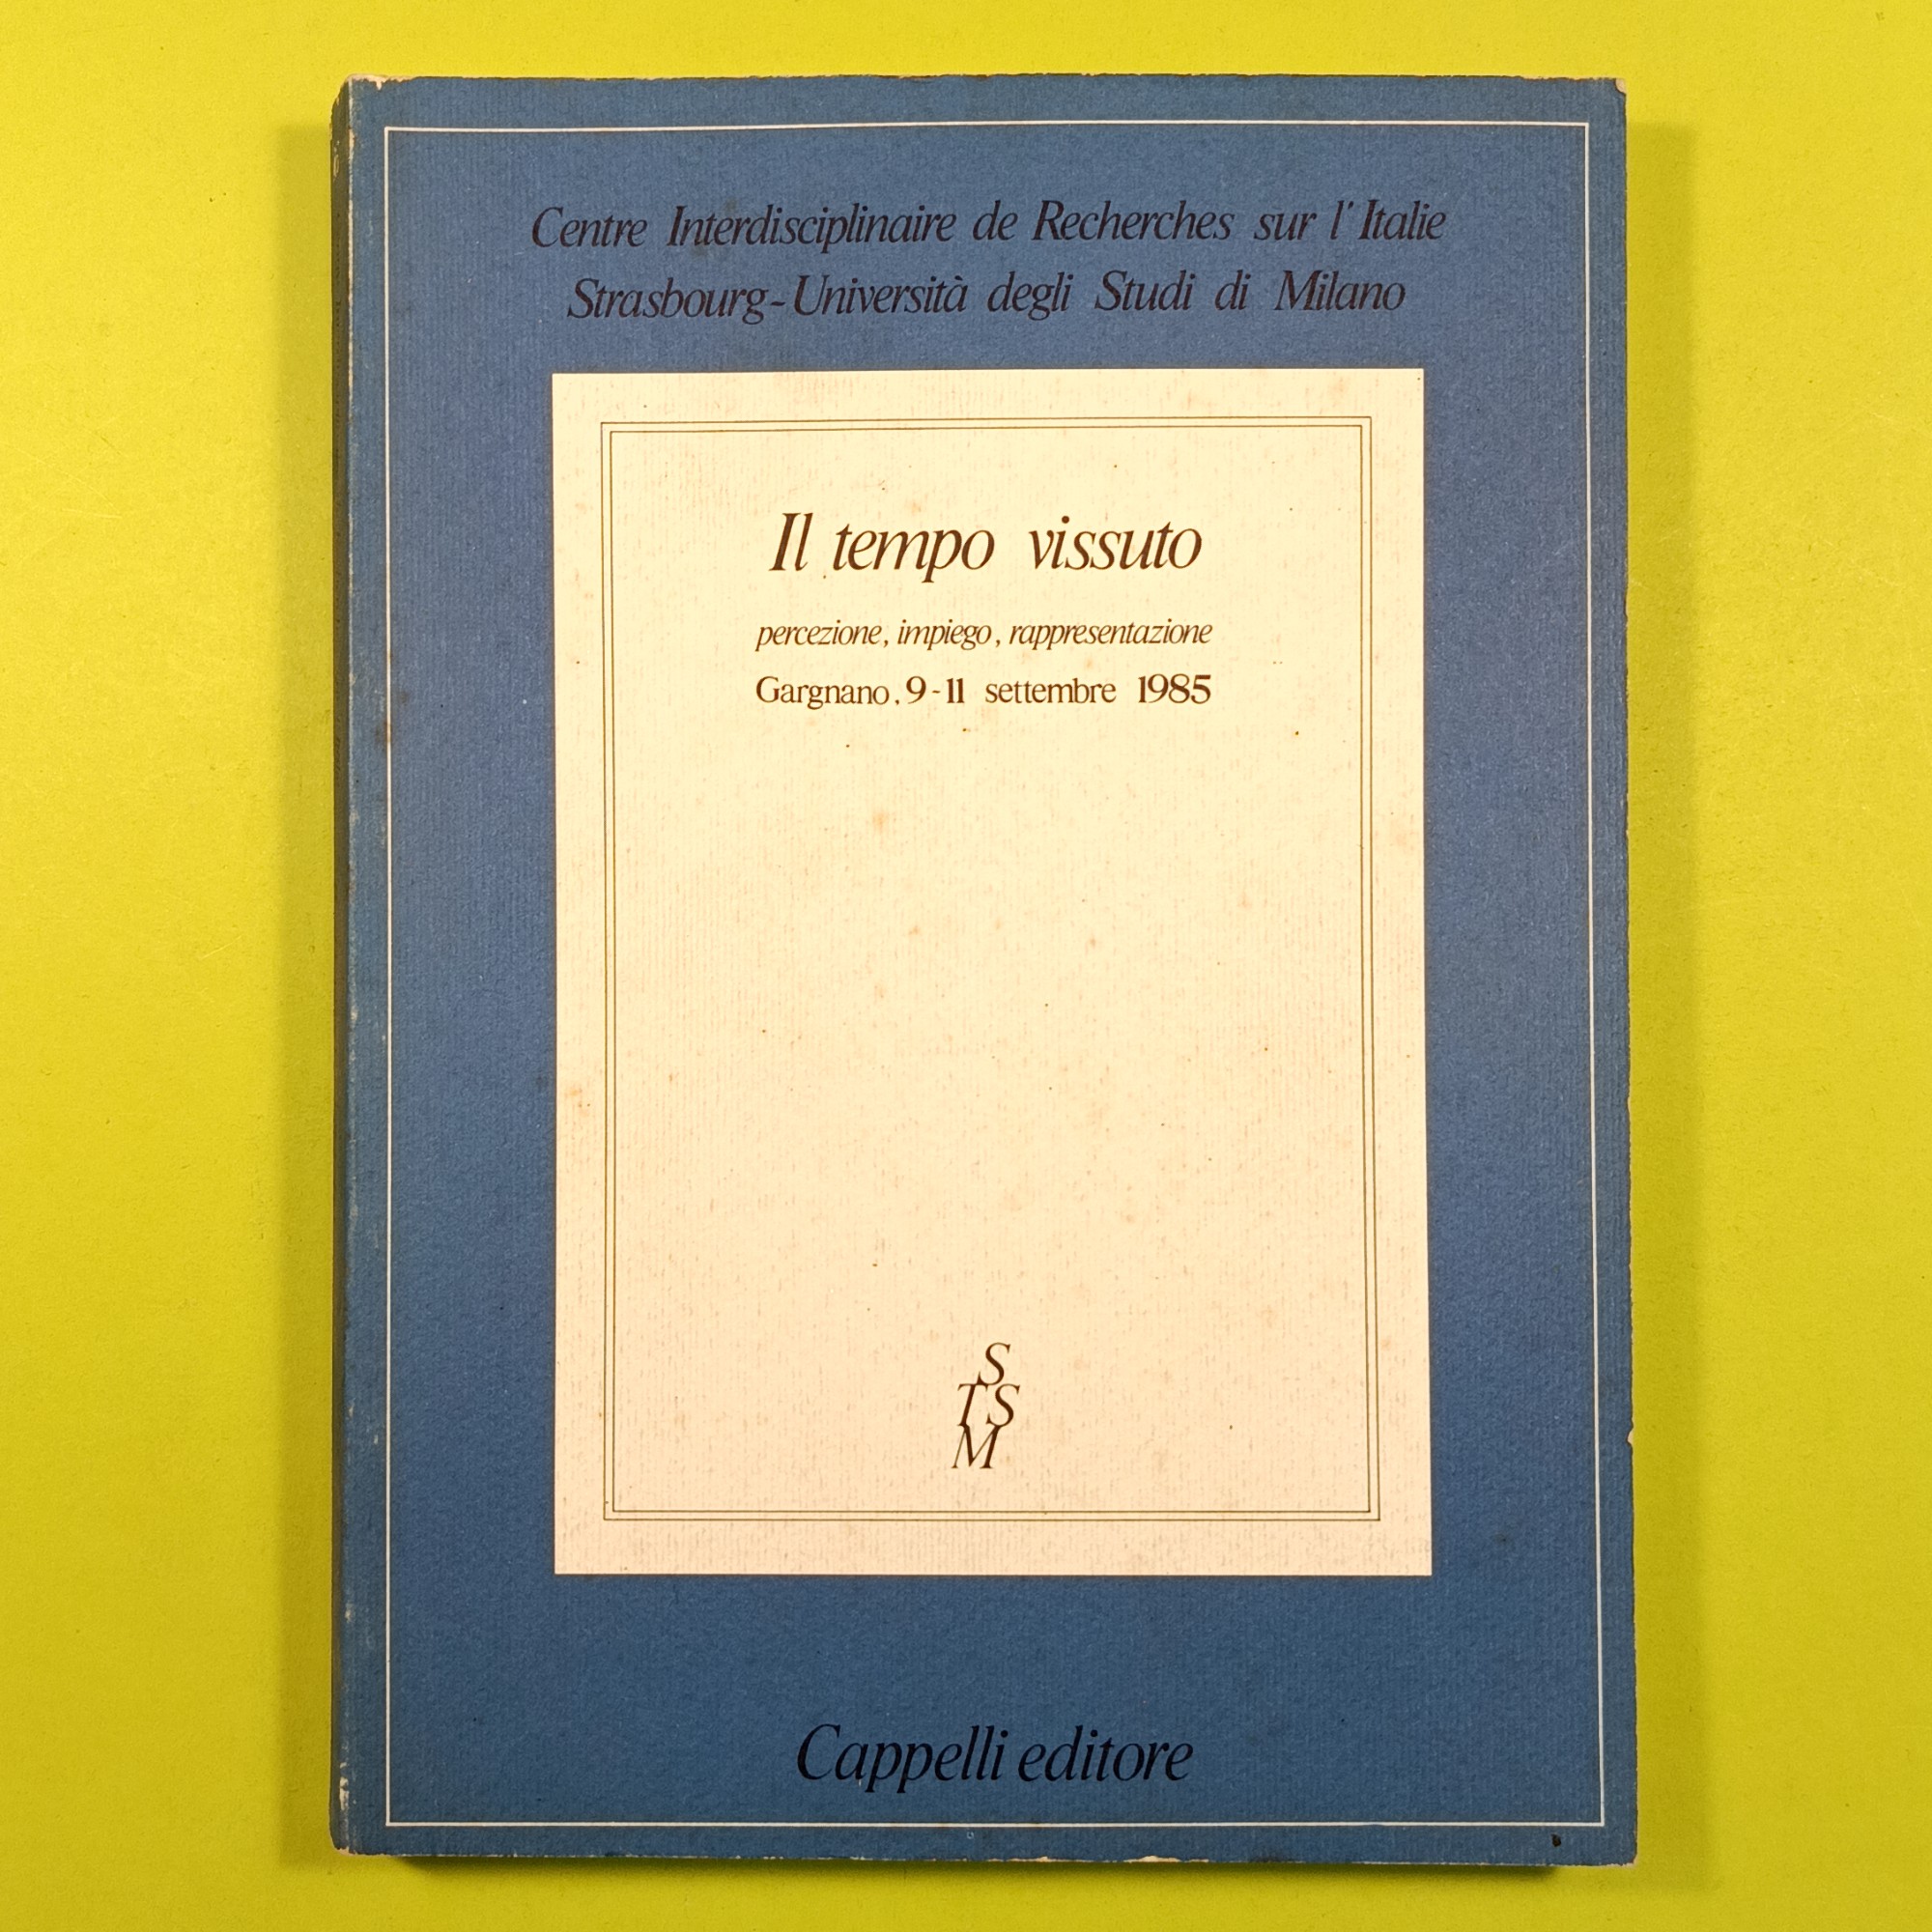 Centre Interdisciplinaire de Recherches sur l'Italie
Strasbourg-Università degli Studi di Milano
Il tempo vissuto
percezione, impiego, rappresentazione
Gargnano, 9-11 settembre 1985
S
TS
M
Cappelli editore